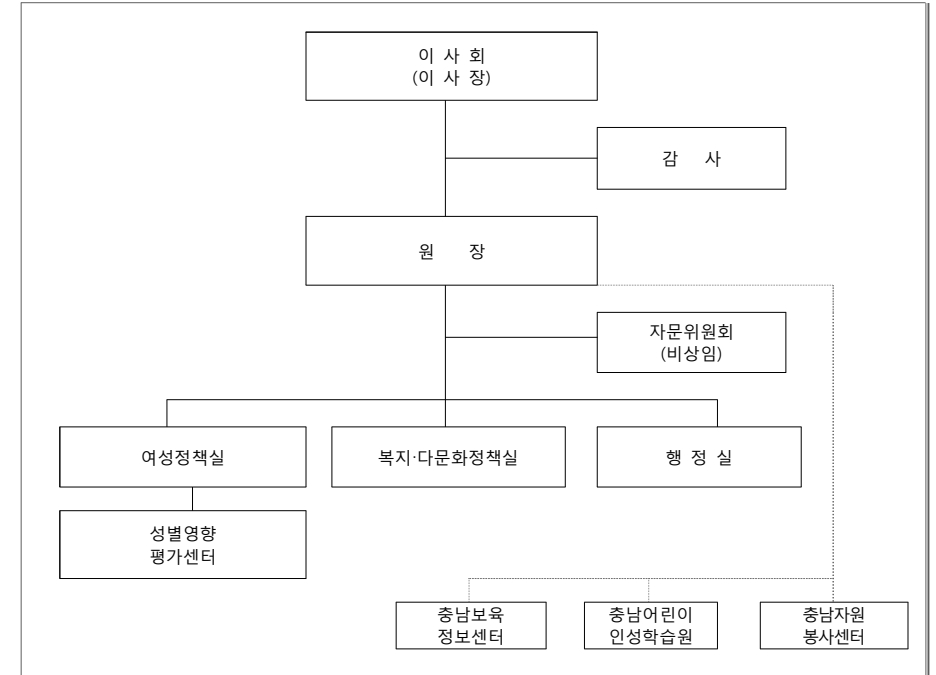 이 사 회
(이 사 장)
감 사
원 장
자문위원회
(비상임)
여성정책실
복지·다문화정책실
행 정 실
성별영향
평가센터
충남보육
정보센터
충남어린이
인성학습원
충남자원
봉사센터